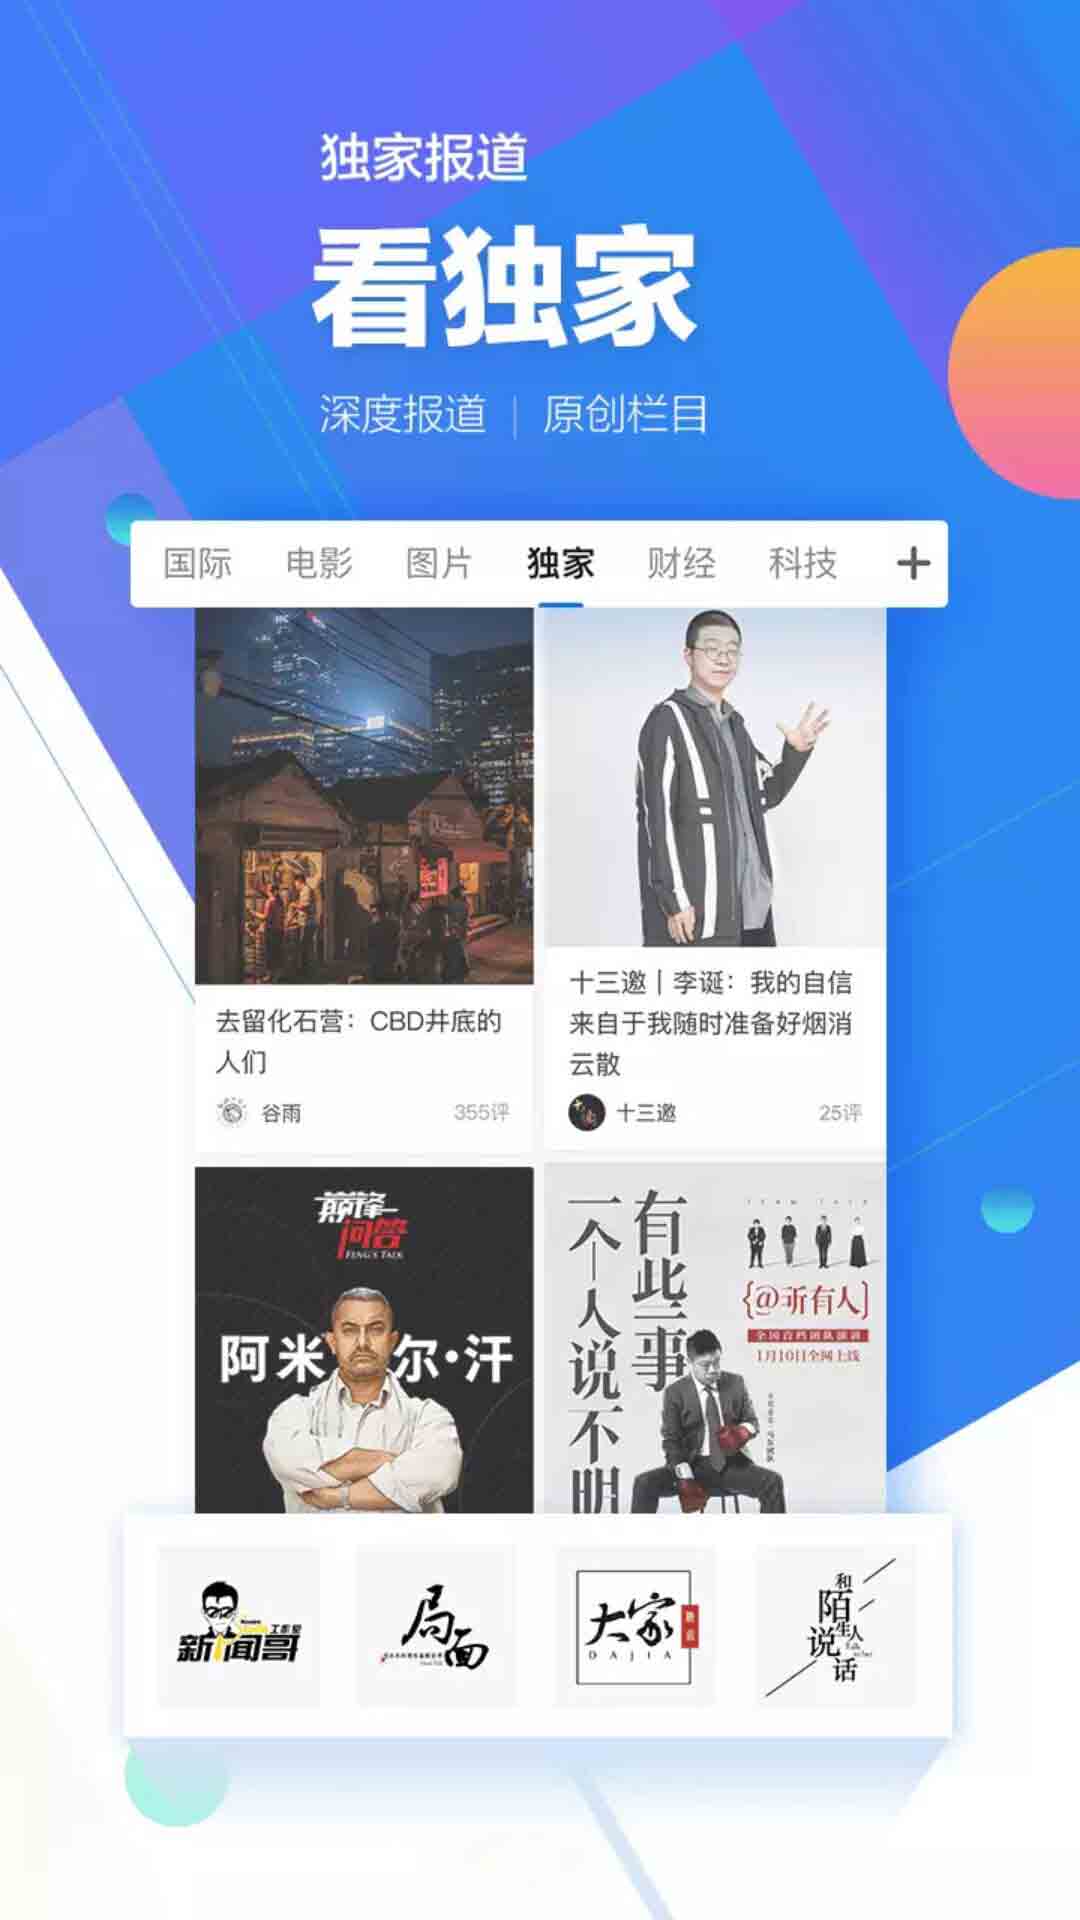 独家报道
看独家
深度报道 | 原创栏目
国际 电影 图片 独家 财经 科技 +
去留化石营：CBD井底的
人们
谷雨 355评
十三邀 | 李诞：我的自信
来自于我随时准备好烟消
云散
十三邀 25评
巅锋
问答
FENG'S TALK
阿米尔·汗
有些事
一个人说不明
TEAM TALK
{@所有人}
全国首档团队演讲
1月10日全网上线
新闻哥
工作室
局面
大家
DAJIA
和
陌生人
说话